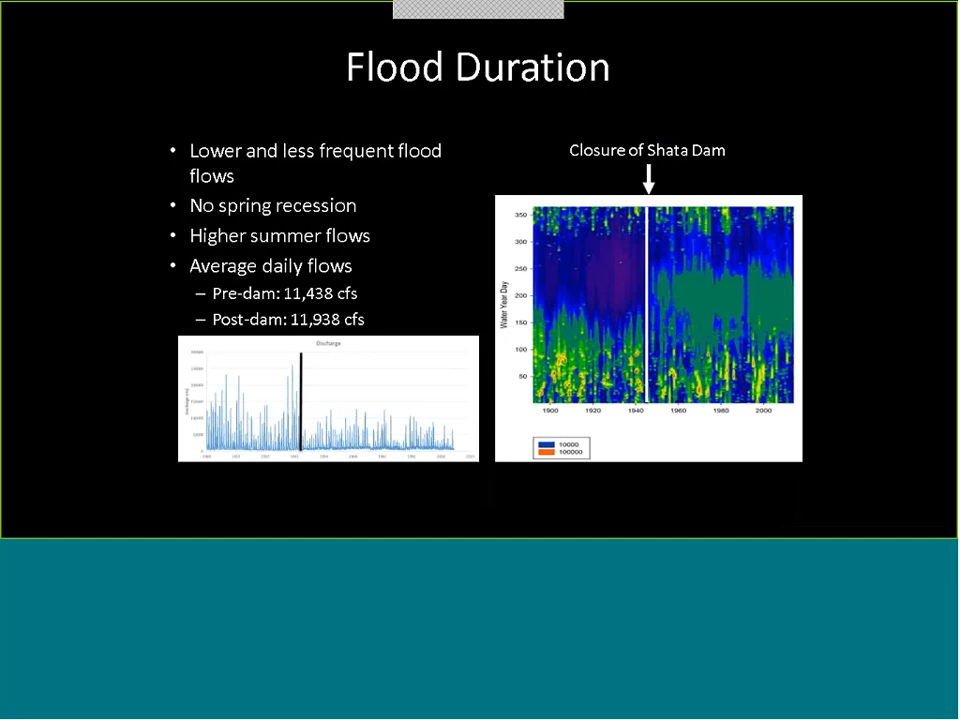 Flood Duration
• Lower and less frequent flood
flows
• No spring recession
• Higher summer flows
• Average daily flows
– Pre-dam: 11,438 cfs
– Post-dam: 11,938 cfs
Closure of Shata Dam
Discharge
Discharge (cfs)
Water Year Day
350
300
250
200
150
100
50
1900
1920
1940
1960
1980
2000
10000
100000